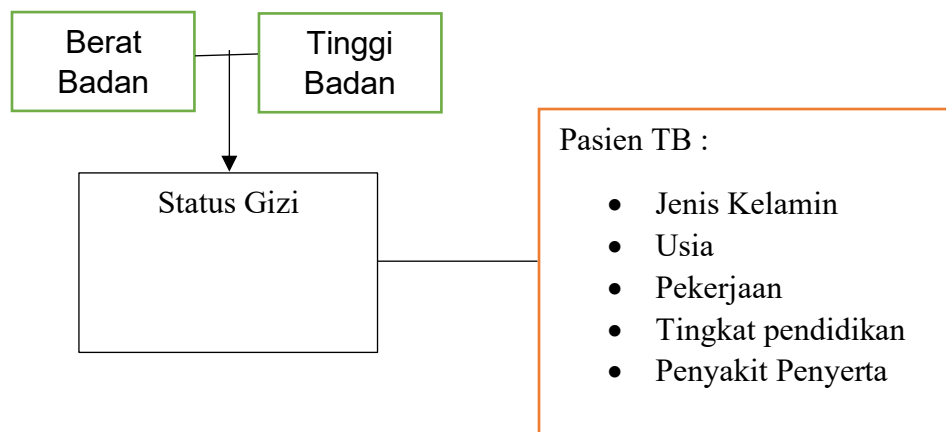 Berat
Badan
Tinggi
Badan
Status Gizi
Pasien TB :
• Jenis Kelamin
• Usia
• Pekerjaan
• Tingkat pendidikan
• Penyakit Penyerta